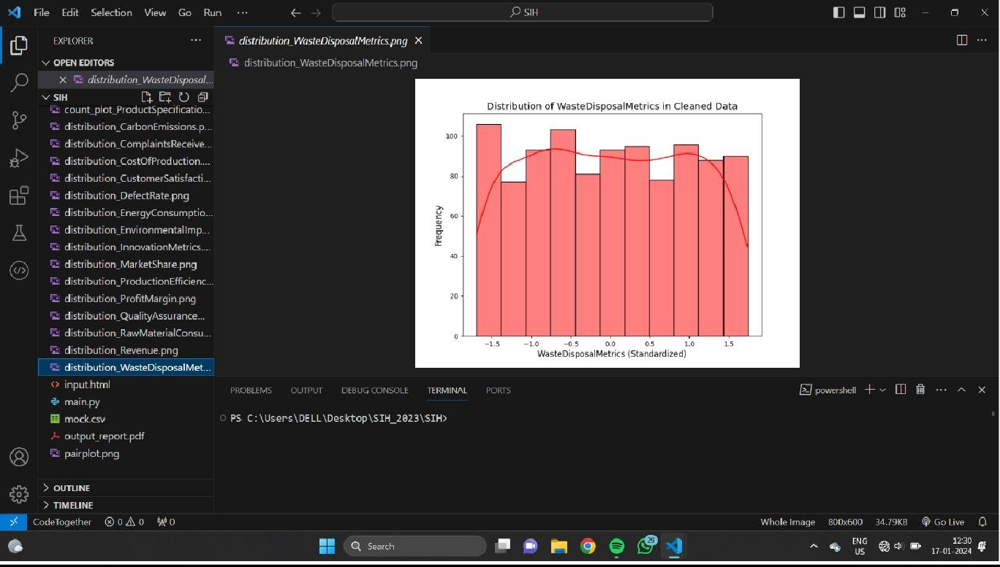 File Edit Selection View Go Run ··· SIH
EXPLORER ···
OPEN EDITORS
distribution_WasteDisposal...
SIH
count_plot_ProductSpecificatio...
distribution_CarbonEmissions.p...
distribution_ComplaintsReceive...
distribution_CostOfProduction....
distribution_CustomerSatisfacti...
distribution_DefectRate.png
distribution_EnergyConsumptio...
distribution_EnvironmentalImp...
distribution_InnovationMetrics....
distribution_MarketShare.png
distribution_ProductionEfficienc...
distribution_ProfitMargin.png
distribution_QualityAssurance...
distribution_RawMaterialConsu...
distribution_Revenue.png
distribution_WasteDisposalMet...
input.html
main.py
mock.csv
output_report.pdf
pairplot.png
OUTLINE
TIMELINE
distribution_WasteDisposalMetrics.png
distribution_WasteDisposalMetrics.png
Distribution of WasteDisposalMetrics in Cleaned Data
Frequency
100
80
60
40
20
0
−1.5 −1.0 −0.5 0.0 0.5 1.0 1.5
WasteDisposalMetrics (Standardized)
PROBLEMS OUTPUT DEBUG CONSOLE TERMINAL PORTS powershell
PS C:\Users\DELL\Desktop\SIH_2023\SIH>
CodeTogether 0 0 0 Whole Image 800x600 34.79KB Go Live
Search 29 ENG US 12:30 17-01-2024